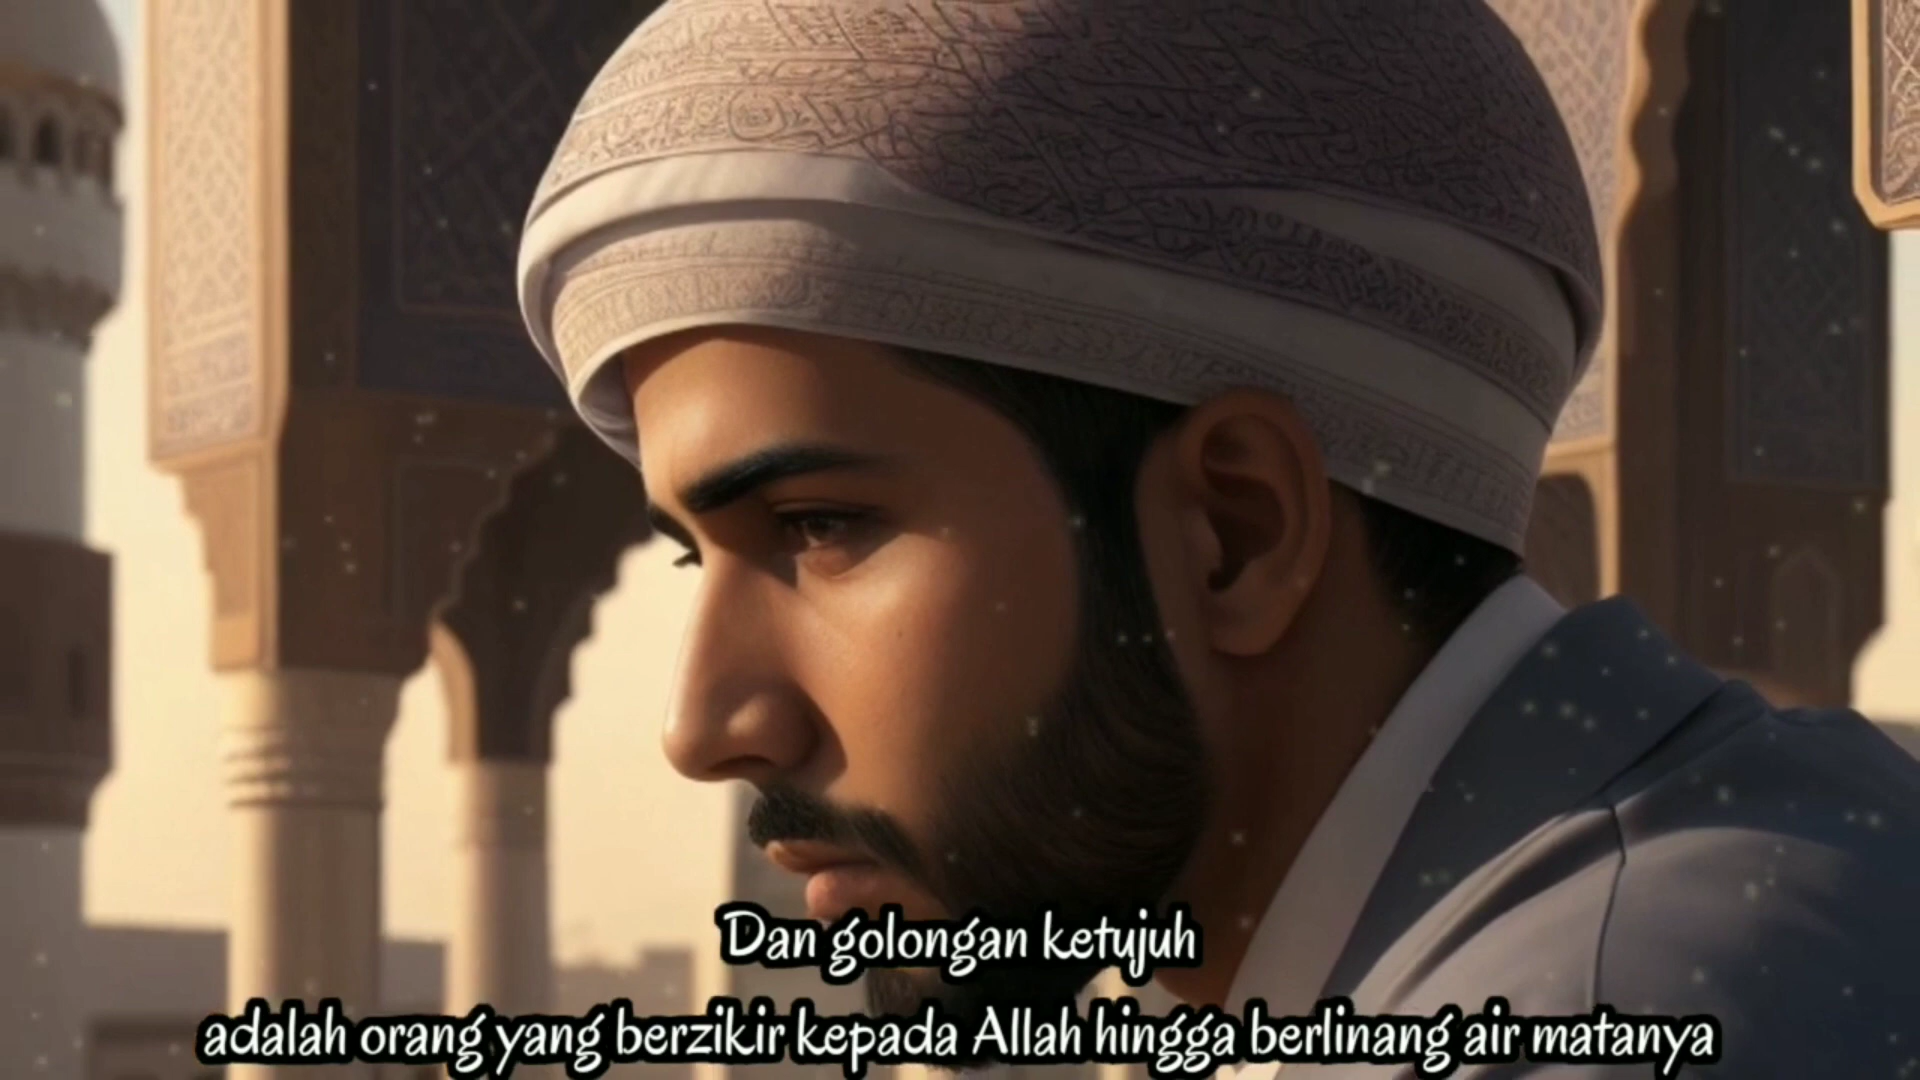 Dan golongan ketujuh
adalah orang yang berzikir kepada Allah hingga berlinang air matanya